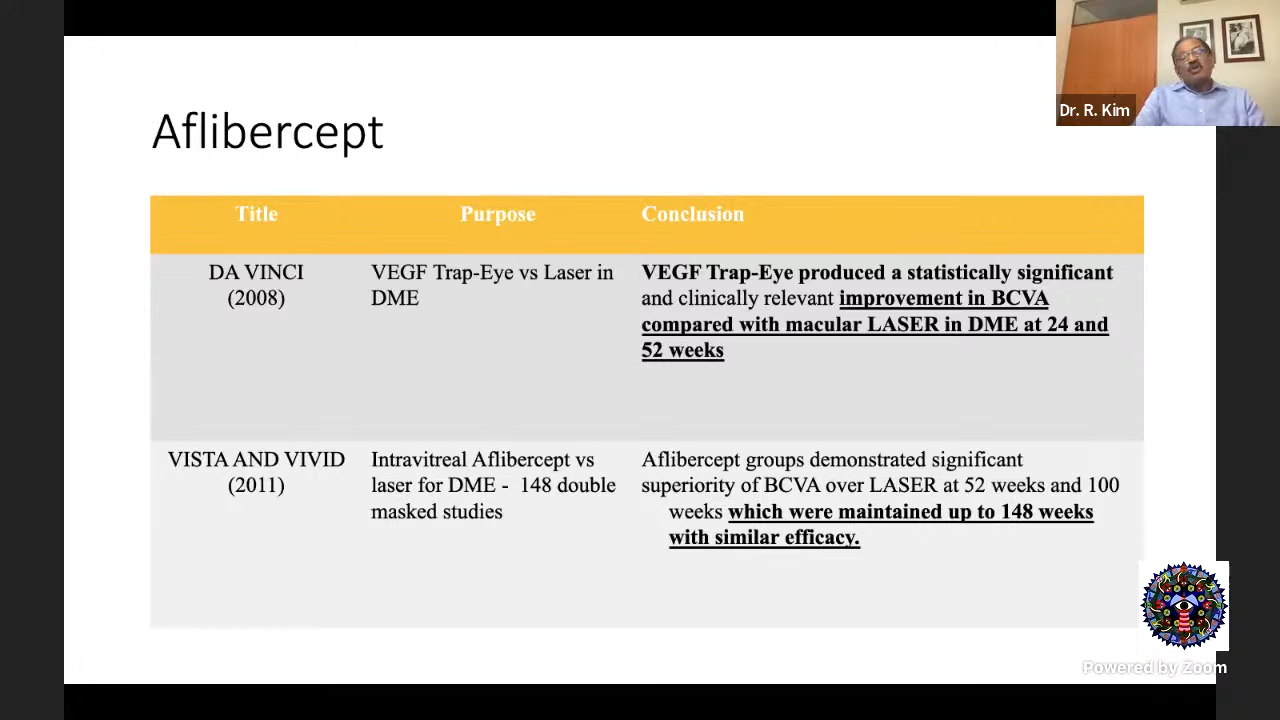 Dr. R. Kim
Aflibercept
Title
Purpose
Conclusion
DA VINCI
(2008)
VEGF Trap-Eye vs Laser in
DME
VEGF Trap-Eye produced a statistically significant
and clinically relevant improvement in BCVA
compared with macular LASER in DME at 24 and
52 weeks
VISTA AND VIVID
(2011)
Intravitreal Aflibercept vs
laser for DME - 148 double
masked studies
Aflibercept groups demonstrated significant
superiority of BCVA over LASER at 52 weeks and 100
weeks which were maintained up to 148 weeks
with similar efficacy.
Powered by Zoom